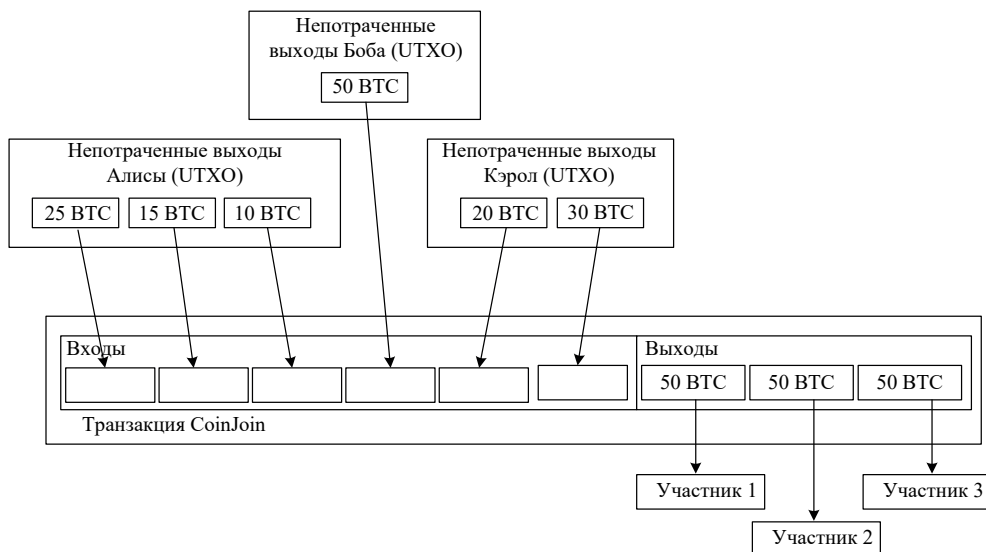 Непотраченные
выходы Боба (UTXO)
50 BTC
Непотраченные выходы
Алисы (UTXO)
25 BTC
15 BTC
10 BTC
Непотраченные выходы
Кэрол (UTXO)
20 BTC
30 BTC
Входы
Выходы
50 BTC
50 BTC
50 BTC
Транзакция CoinJoin
Участник 1
Участник 3
Участник 2